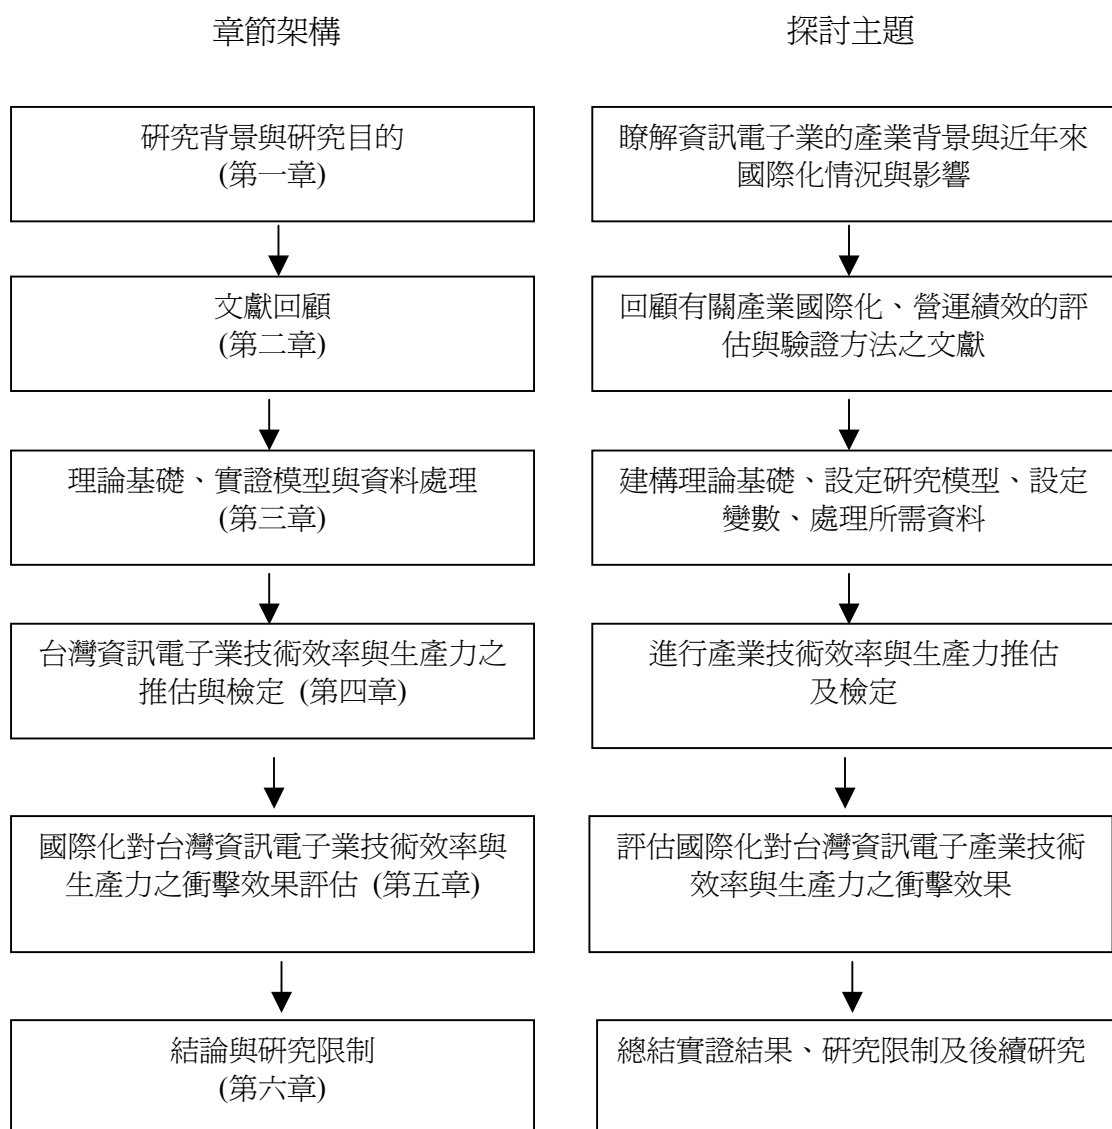 章節架構
探討主題
研究背景與研究目的
(第一章)
瞭解資訊電子業的產業背景與近年來
國際化情況與影響
文獻回顧
(第二章)
回顧有關產業國際化、營運績效的評
估與驗證方法之文獻
理論基礎、實證模型與資料處理
(第三章)
建構理論基礎、設定研究模型、設定
變數、處理所需資料
台灣資訊電子業技術效率與生產力之
推估與檢定 (第四章)
進行產業技術效率與生產力推估
及檢定
國際化對台灣資訊電子業技術效率與
生產力之衝擊效果評估 (第五章)
評估國際化對台灣資訊電子產業技術
效率與生產力之衝擊效果
結論與研究限制
(第六章)
總結實證結果、研究限制及後續研究